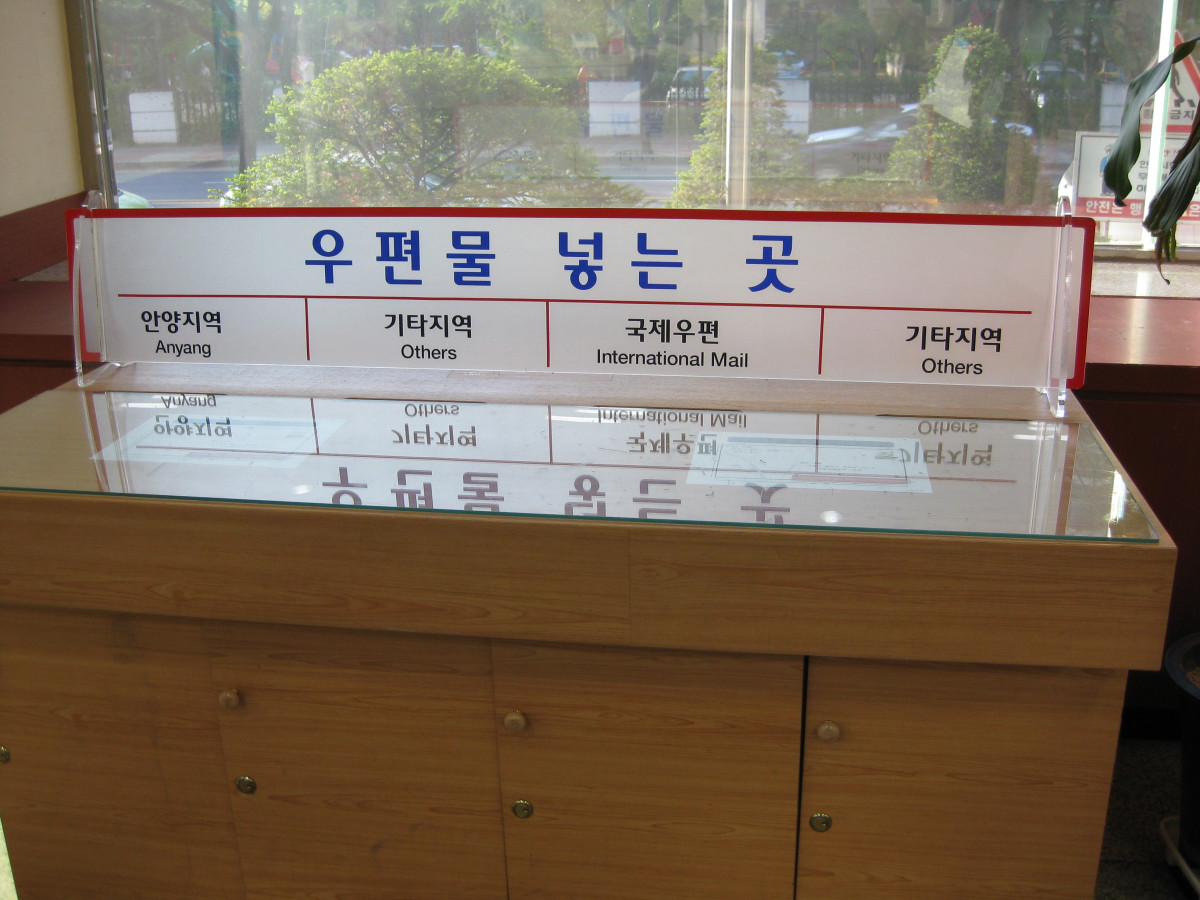 우편물 넣는 곳
안양지역 기타지역 국제우편 기타지역
Anyang Others International Mail Others